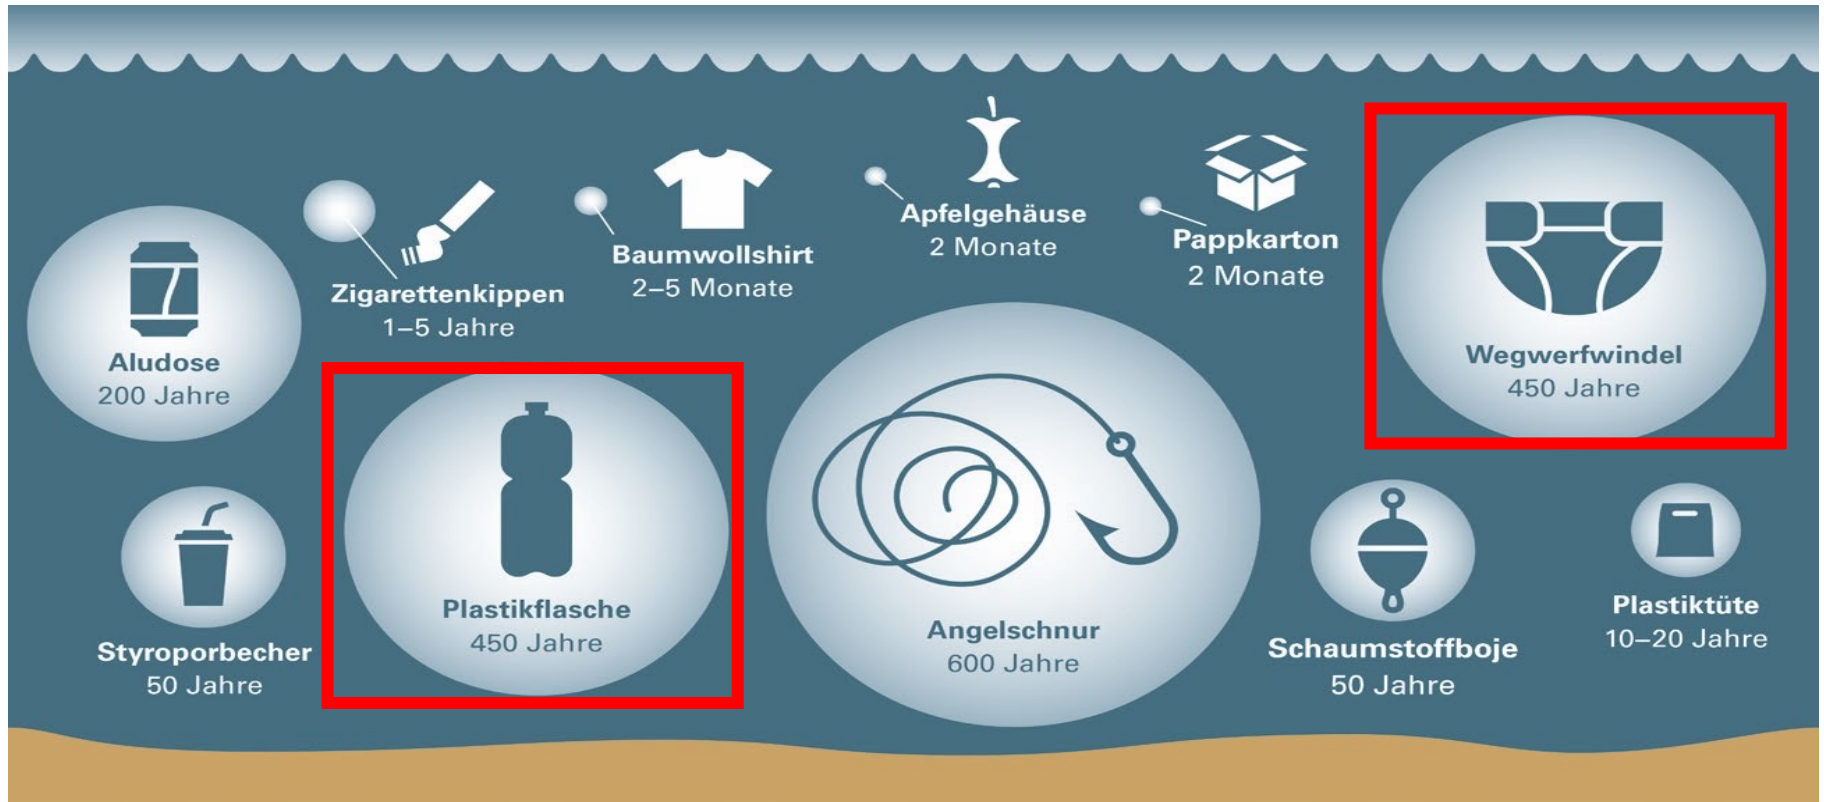 Aludose
200 Jahre
Zigarettenkippen
1–5 Jahre
Baumwollshirt
2–5 Monate
Apfelgehäuse
2 Monate
Pappkarton
2 Monate
Wegwerfwindel
450 Jahre
Styroporbecher
50 Jahre
Plastikflasche
450 Jahre
Angelschnur
600 Jahre
Schaumstoffboje
50 Jahre
Plastiktüte
10–20 Jahre